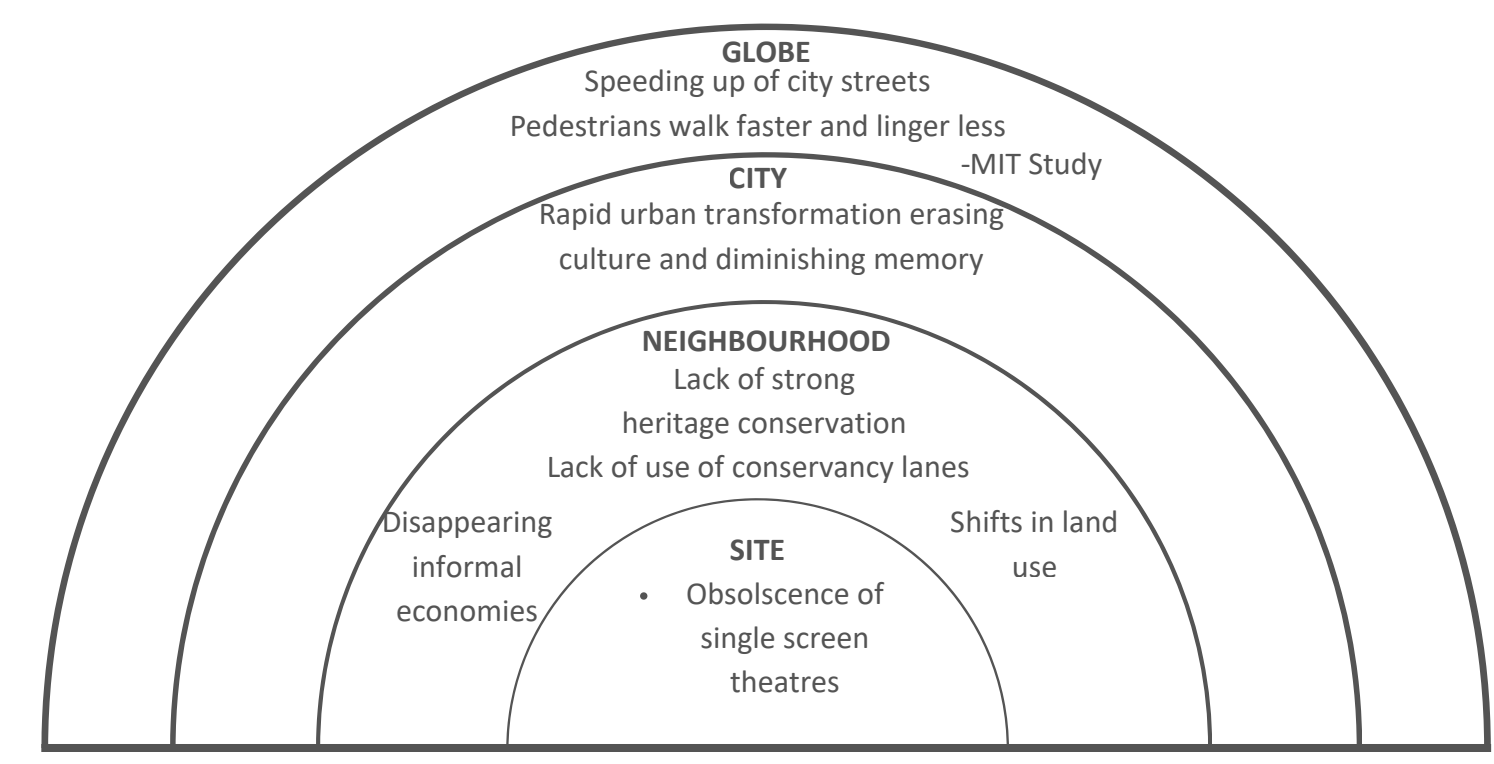 GLOBE
Speeding up of city streets
Pedestrians walk faster and linger less
-MIT Study
CITY
Rapid urban transformation erasing
culture and diminishing memory
NEIGHBOURHOOD
Lack of strong
heritage conservation
Lack of use of conservancy lanes
Disappearing
informal
economies
Shifts in land
use
SITE
• Obsolscence of
single screen
theatres